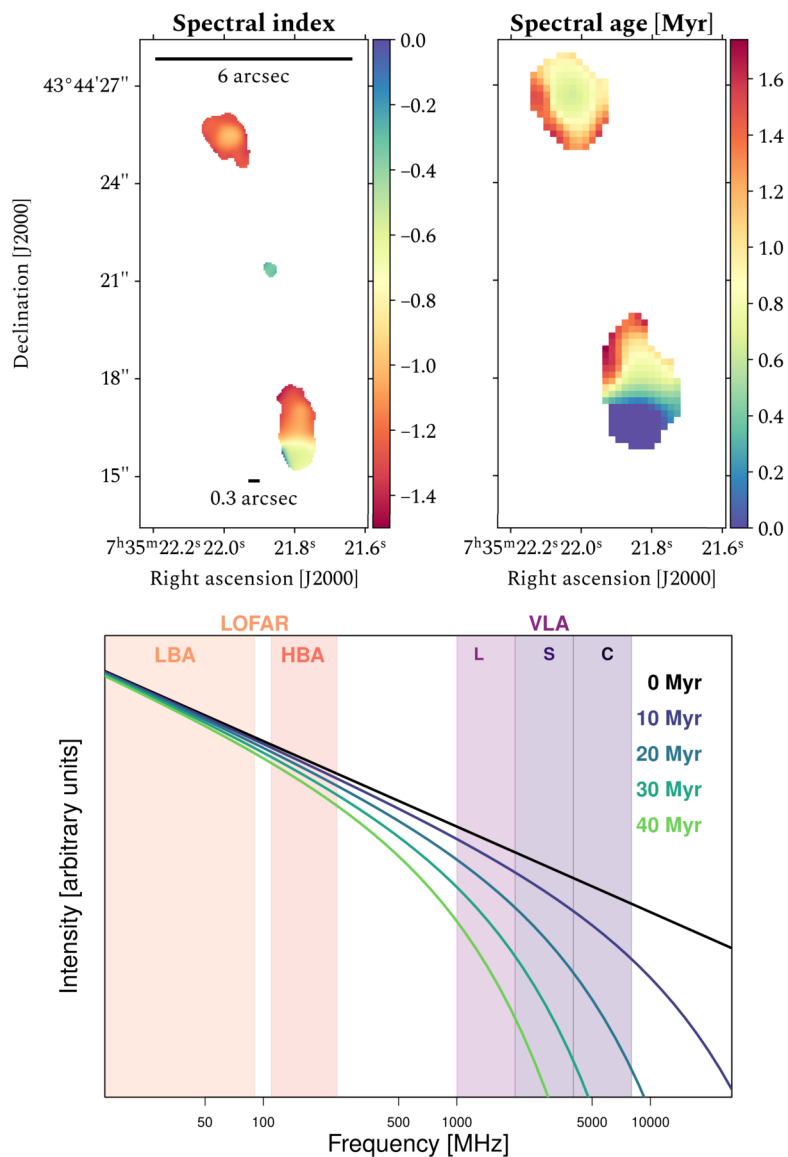 Spectral index
Spectral age [Myr]
6 arcsec
0.3 arcsec
Declination [J2000]
43°44'27"
24"
21"
18"
15"
0.0
−0.2
−0.4
−0.6
−0.8
−1.0
−1.2
−1.4
1.6
1.4
1.2
1.0
0.8
0.6
0.4
0.2
0.0
7ʰ35ᵐ22.2ˢ 22.0ˢ 21.8ˢ 21.6ˢ
7ʰ35ᵐ22.2ˢ 22.0ˢ 21.8ˢ 21.6ˢ
Right ascension [J2000]
Right ascension [J2000]
LOFAR VLA
LBA HBA L S C
0 Myr
10 Myr
20 Myr
30 Myr
40 Myr
Intensity [arbitrary units]
50 100 500 1000 5000 10000
Frequency [MHz]